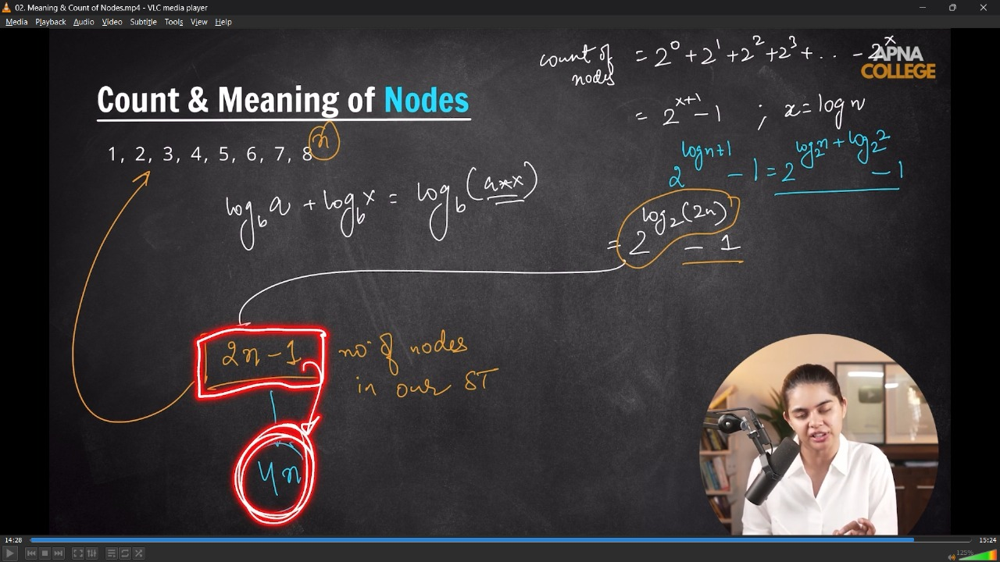 02. Meaning & Count of Nodes.mp4 - VLC media player
Media Playback Audio Video Subtitle Tools View Help
count of nodes = 2^0 + 2^1 + 2^2 + 2^3 + .. - 2^x
APNA
COLLEGE
Count & Meaning of Nodes
= 2^{x+1} - 1 ; x = log n
1, 2, 3, 4, 5, 6, 7, 8 n
2^{log n+1} - 1 = 2^{log_2 n + log_2 2} - 1
log_b a + log_b x = log_b (a*x)
= 2^{log_2(2n)} - 1
2n - 1
no. of nodes
in our ST
4n
14:28
15:24
125%